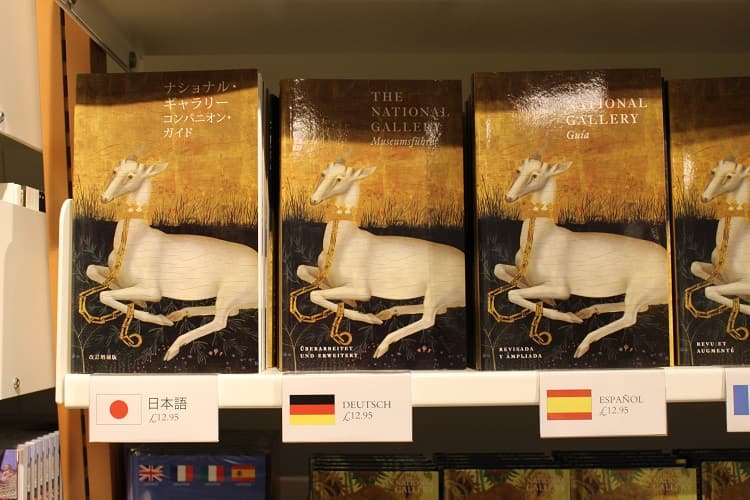 ナショナル・
ギャラリー
コンパニオン・
ガイド
改訂増補版
THE
NATIONAL
GALLERY
Museumsführer
ÜBERARBEITET
UND ERWEITERT
NATIONAL
GALLERY
Guía
REVISADA
Y AMPLIADA
REVU ET
AUGMENTÉ
日本語
£12.95
DEUTSCH
£12.95
ESPAÑOL
£12.95